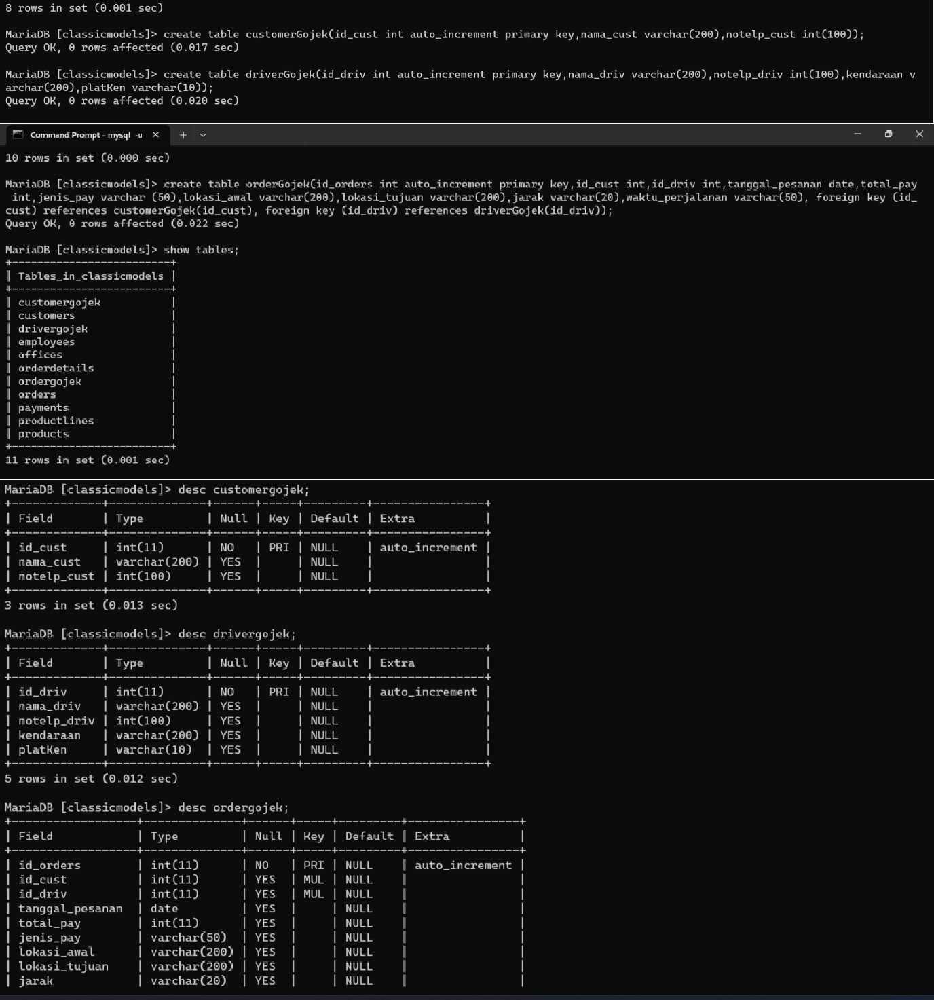 8 rows in set (0.001 sec)
MariaDB [classicmodels]> create table customerGojek(id_cust int auto_increment primary key,nama_cust varchar(200),notelp_cust int(100));
Query OK, 0 rows affected (0.017 sec)
MariaDB [classicmodels]> create table driverGojek(id_driv int auto_increment primary key,nama_driv varchar(200),notelp_driv int(100),kendaraan v
archar(200),platKen varchar(10));
Query OK, 0 rows affected (0.020 sec)
Command Prompt - mysql -u
10 rows in set (0.000 sec)
MariaDB [classicmodels]> create table orderGojek(id_orders int auto_increment primary key,id_cust int,id_driv int,tanggal_pesanan date,total_pay
int,jenis_pay varchar (50),lokasi_awal varchar(200),lokasi_tujuan varchar(200),jarak varchar(20),waktu_perjalanan varchar(50), foreign key (id_
cust) references customerGojek(id_cust), foreign key (id_driv) references driverGojek(id_driv));
Query OK, 0 rows affected (0.022 sec)
MariaDB [classicmodels]> show tables;
+-------------------------+
| Tables_in_classicmodels |
+-------------------------+
| customergojek           |
| customers               |
| drivergojek             |
| employees               |
| offices                 |
| orderdetails            |
| ordergojek              |
| orders                  |
| payments                |
| productlines            |
| products                |
+-------------------------+
11 rows in set (0.001 sec)
MariaDB [classicmodels]> desc customergojek;
+-------------+--------------+------+-----+---------+----------------+
| Field       | Type         | Null | Key | Default | Extra          |
+-------------+--------------+------+-----+---------+----------------+
| id_cust     | int(11)      | NO   | PRI | NULL    | auto_increment |
| nama_cust   | varchar(200) | YES  |     | NULL    |                |
| notelp_cust | int(100)     | YES  |     | NULL    |                |
+-------------+--------------+------+-----+---------+----------------+
3 rows in set (0.013 sec)
MariaDB [classicmodels]> desc drivergojek;
+-------------+--------------+------+-----+---------+----------------+
| Field       | Type         | Null | Key | Default | Extra          |
+-------------+--------------+------+-----+---------+----------------+
| id_driv     | int(11)      | NO   | PRI | NULL    | auto_increment |
| nama_driv   | varchar(200) | YES  |     | NULL    |                |
| notelp_driv | int(100)     | YES  |     | NULL    |                |
| kendaraan   | varchar(200) | YES  |     | NULL    |                |
| platKen     | varchar(10)  | YES  |     | NULL    |                |
+-------------+--------------+------+-----+---------+----------------+
5 rows in set (0.012 sec)
MariaDB [classicmodels]> desc ordergojek;
+------------------+--------------+------+-----+---------+----------------+
| Field            | Type         | Null | Key | Default | Extra          |
+------------------+--------------+------+-----+---------+----------------+
| id_orders        | int(11)      | NO   | PRI | NULL    | auto_increment |
| id_cust          | int(11)      | YES  | MUL | NULL    |                |
| id_driv          | int(11)      | YES  | MUL | NULL    |                |
| tanggal_pesanan  | date         | YES  |     | NULL    |                |
| total_pay        | int(11)      | YES  |     | NULL    |                |
| jenis_pay        | varchar(50)  | YES  |     | NULL    |                |
| lokasi_awal      | varchar(200) | YES  |     | NULL    |                |
| lokasi_tujuan    | varchar(200) | YES  |     | NULL    |                |
| jarak            | varchar(20)  | YES  |     | NULL    |                |